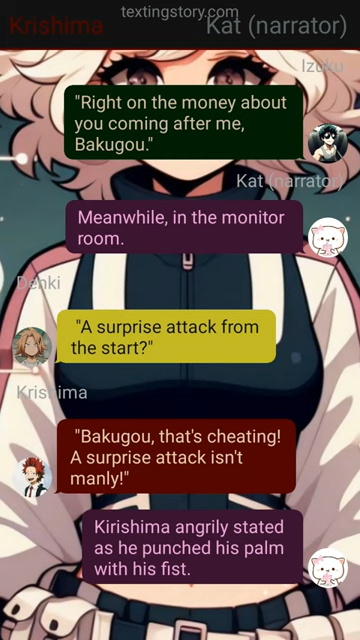 textingstory.com
Krishima
Kat (narrator)
Izuku
"Right on the money about
you coming after me,
Bakugou."
Kat (narrator)
Meanwhile, in the monitor
room.
Denki
"A surprise attack from
the start?"
Krishima
"Bakugou, that's cheating!
A surprise attack isn't
manly!"
Kirishima angrily stated
as he punched his palm
with his fist.